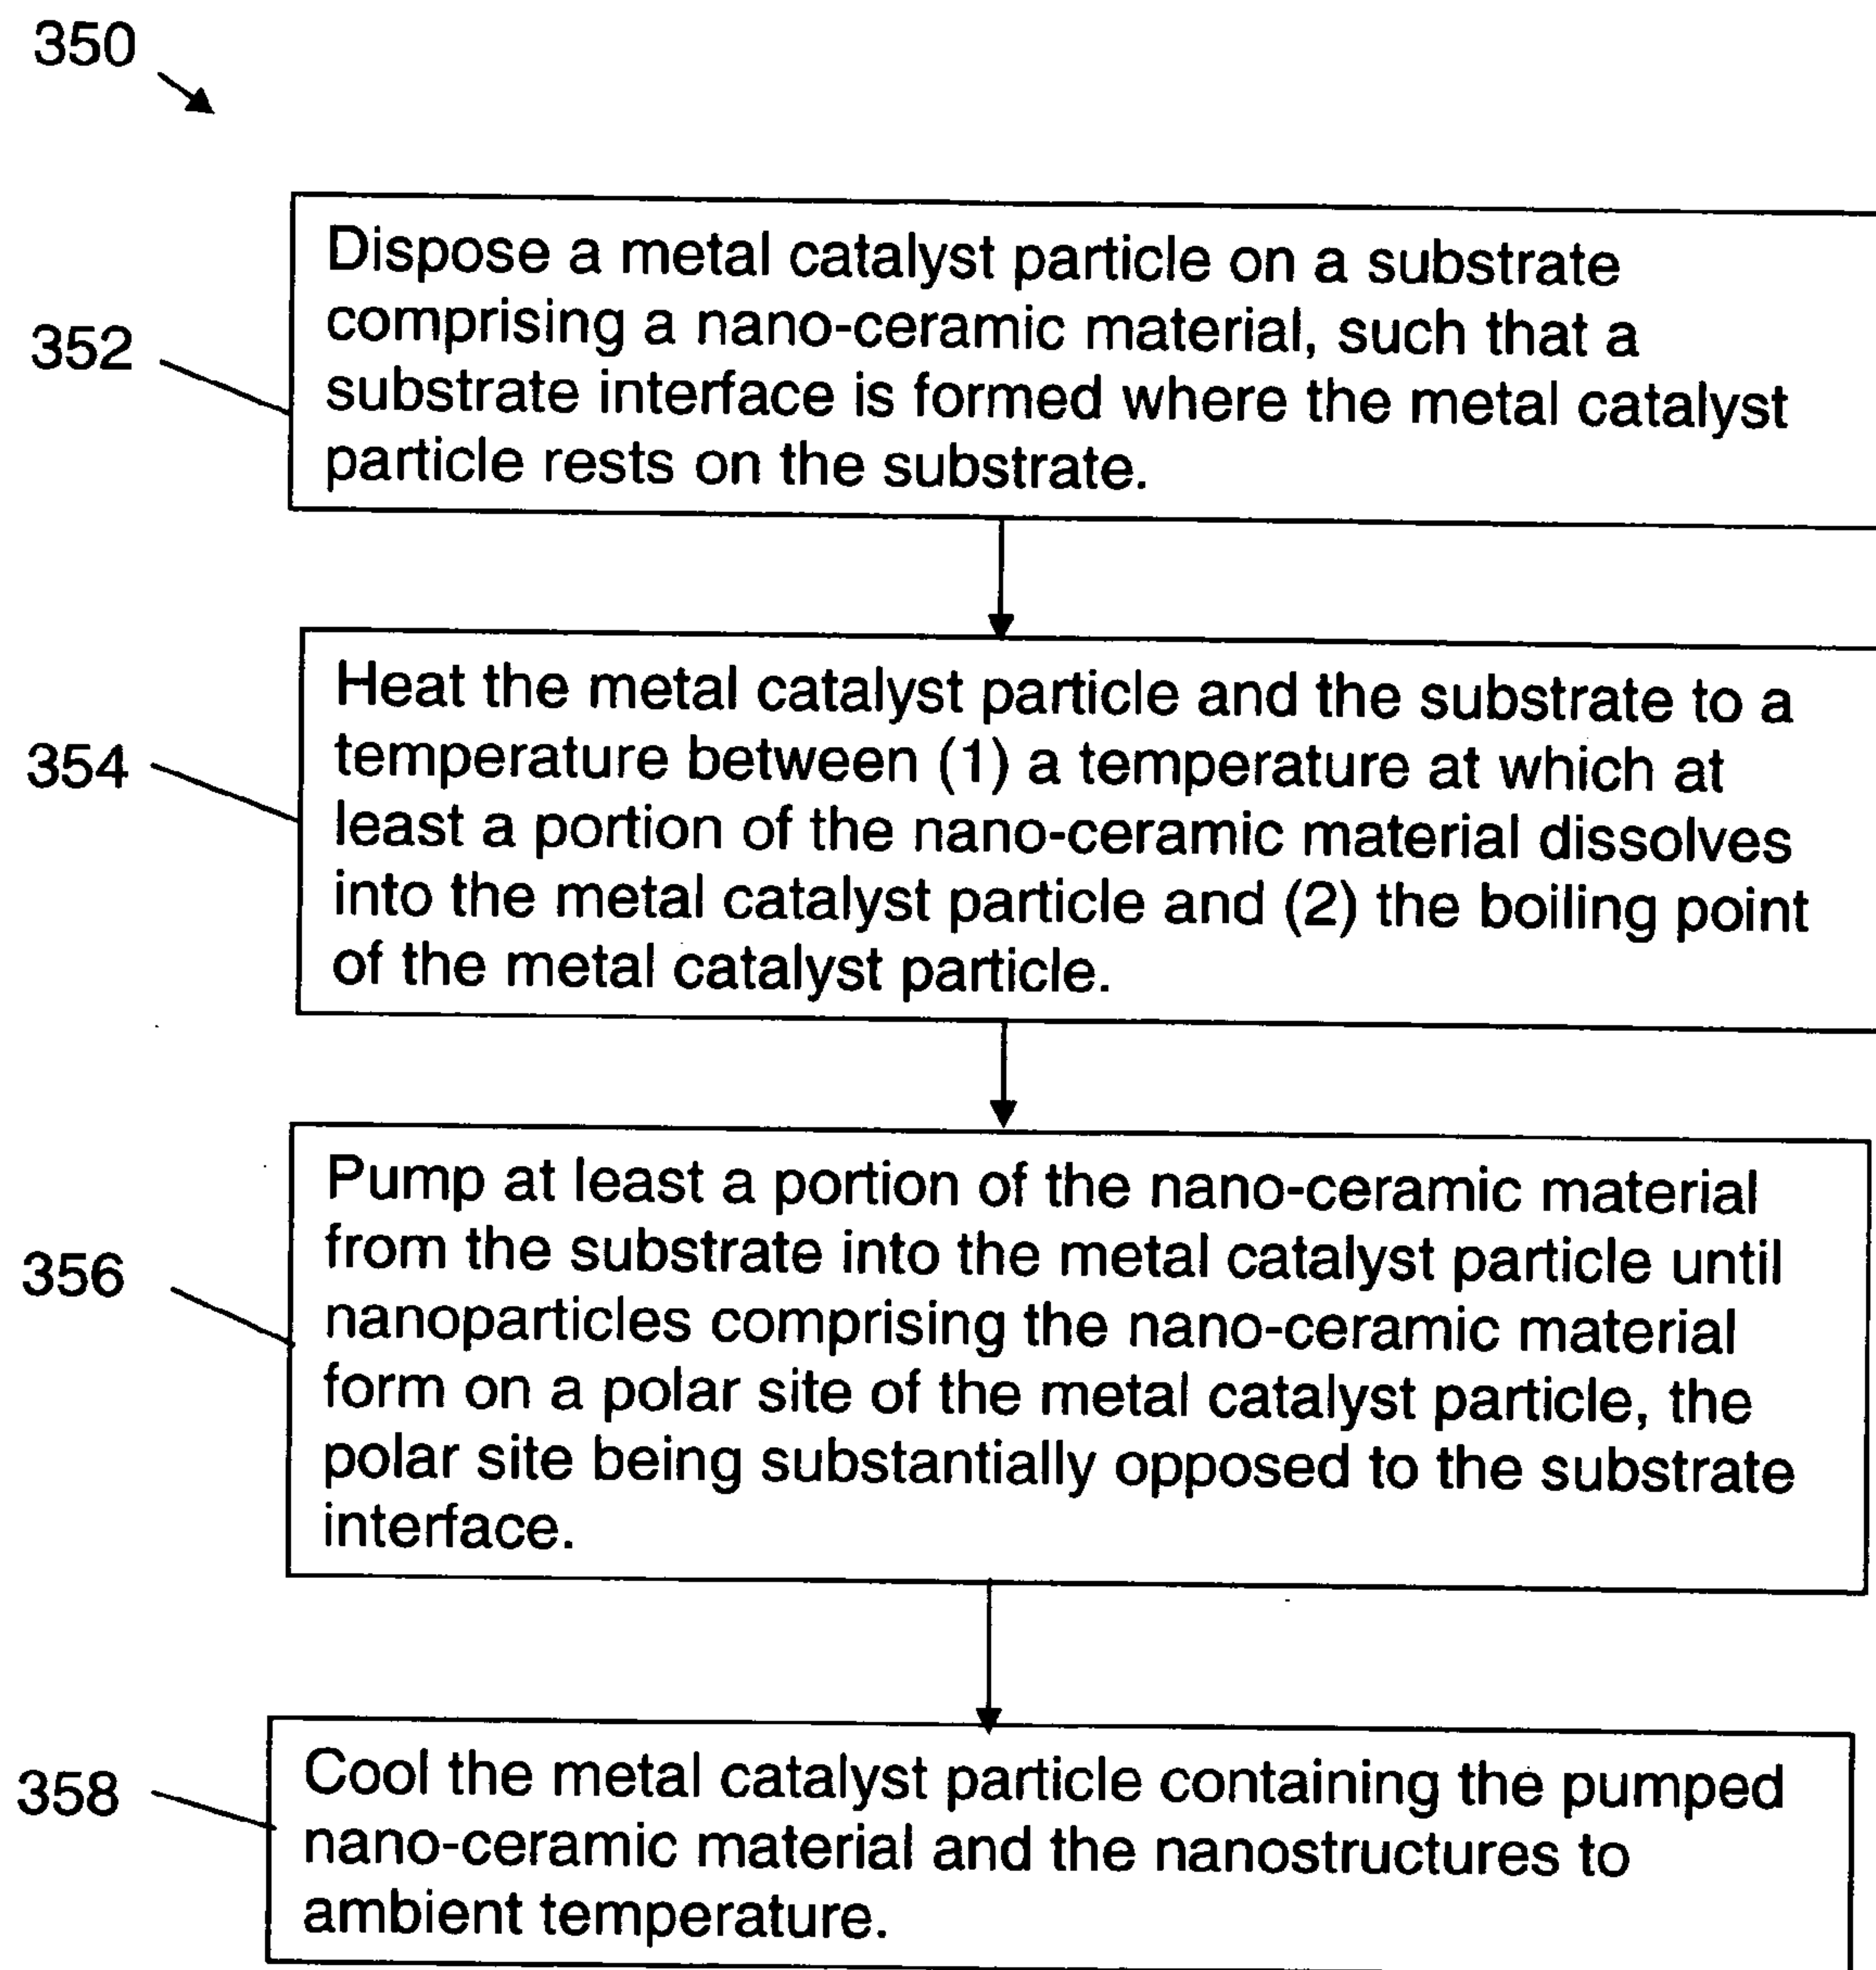 350
352
Dispose a metal catalyst particle on a substrate
comprising a nano-ceramic material, such that a
substrate interface is formed where the metal catalyst
particle rests on the substrate.
354
Heat the metal catalyst particle and the substrate to a
temperature between (1) a temperature at which at
least a portion of the nano-ceramic material dissolves
into the metal catalyst particle and (2) the boiling point
of the metal catalyst particle.
356
Pump at least a portion of the nano-ceramic material
from the substrate into the metal catalyst particle until
nanoparticles comprising the nano-ceramic material
form on a polar site of the metal catalyst particle, the
polar site being substantially opposed to the substrate
interface.
358
Cool the metal catalyst particle containing the pumped
nano-ceramic material and the nanostructures to
ambient temperature.